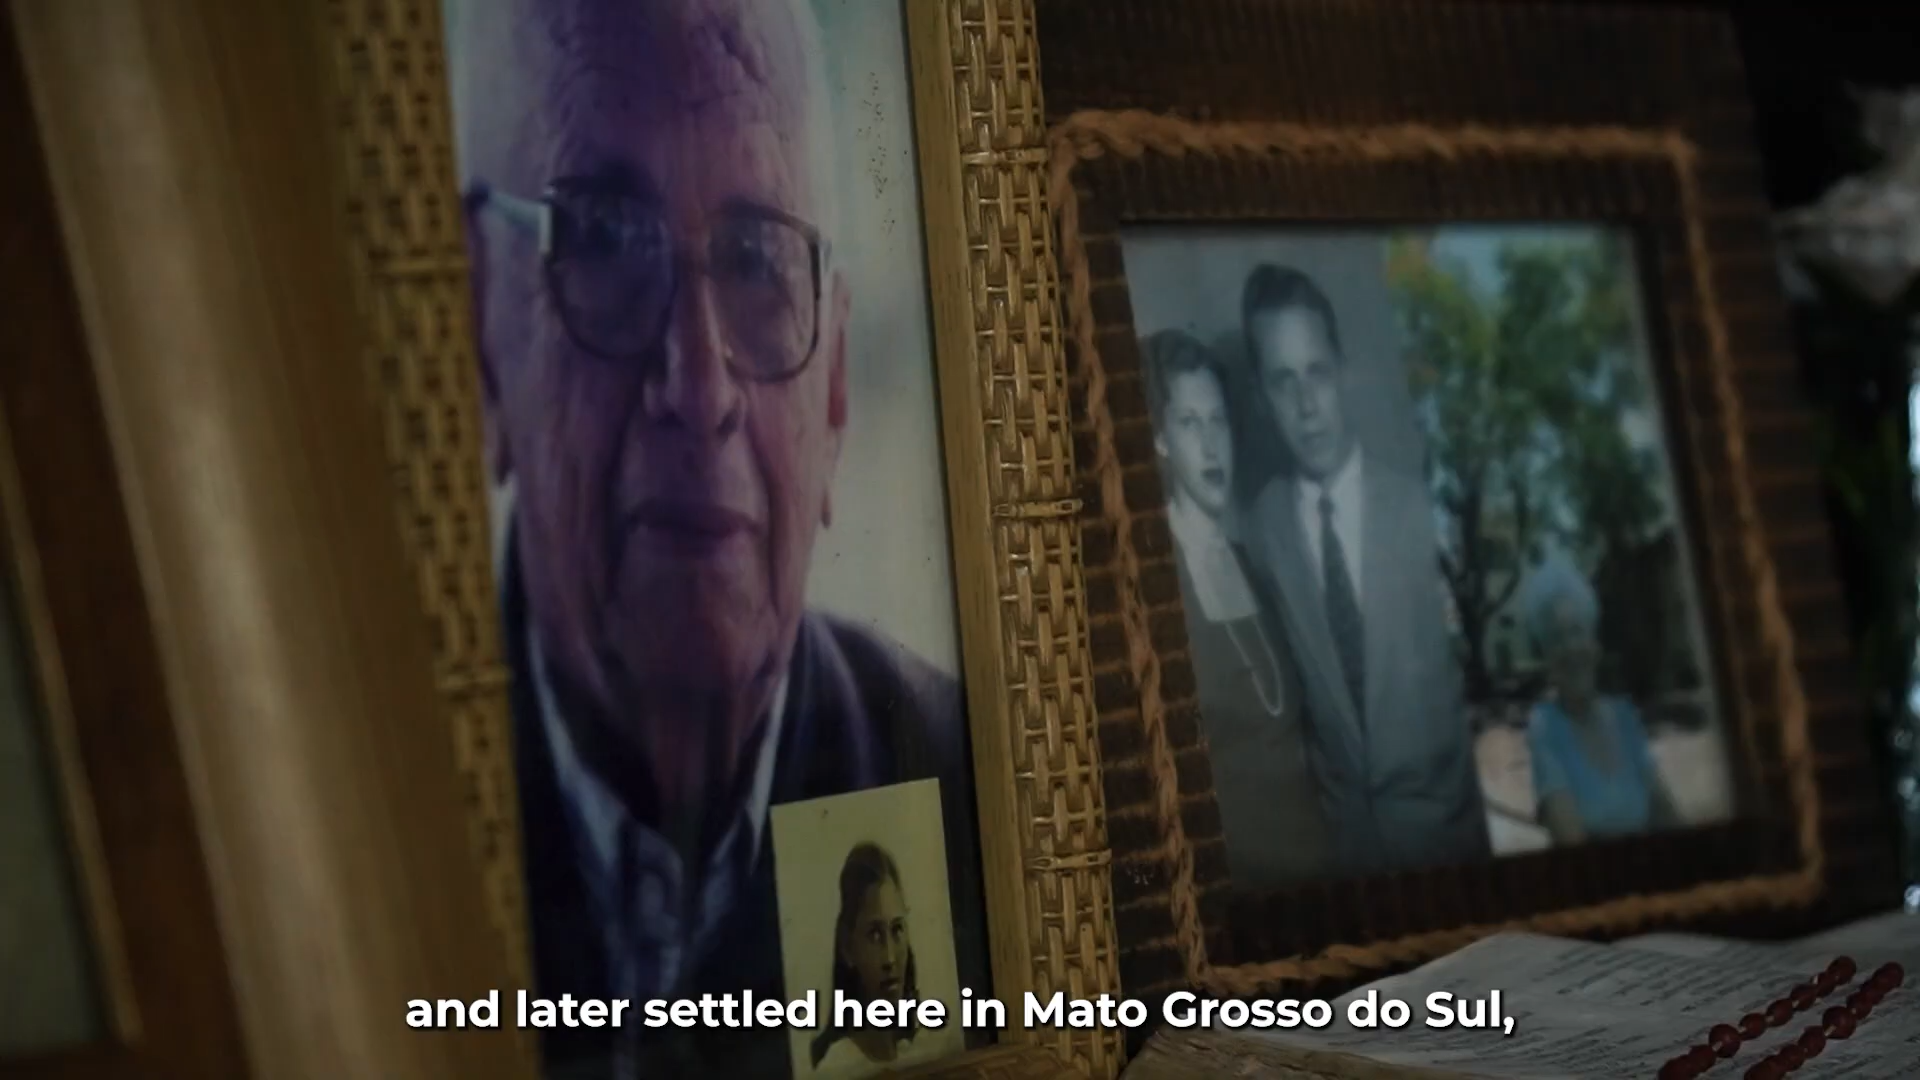 and later settled here in Mato Grosso do Sul,